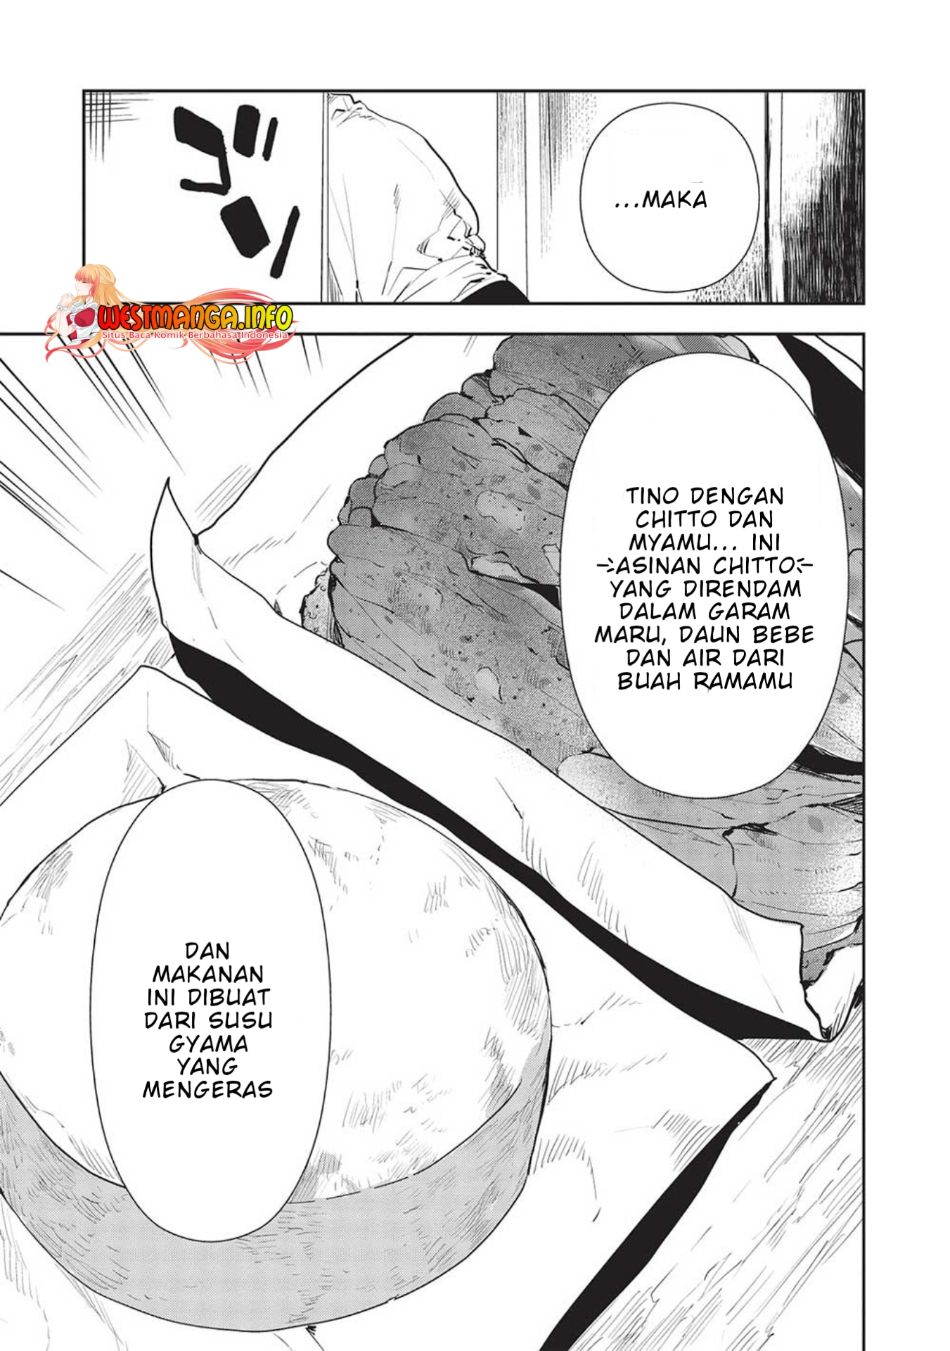 ...MAKA
ゴソ
WESTMANGA.INFO
Situs Baca Komik Berbahasa Indonesia
TINO DENGAN
CHITTO DAN
MYAMU... INI
ASINAN CHITTO
YANG DIRENDAM
DALAM GARAM
MARU, DAUN BEBE
DAN AIR DARI
BUAH RAMAMU
DAN
MAKANAN
INI DIBUAT
DARI SUSU
GYAMA
YANG
MENGERAS